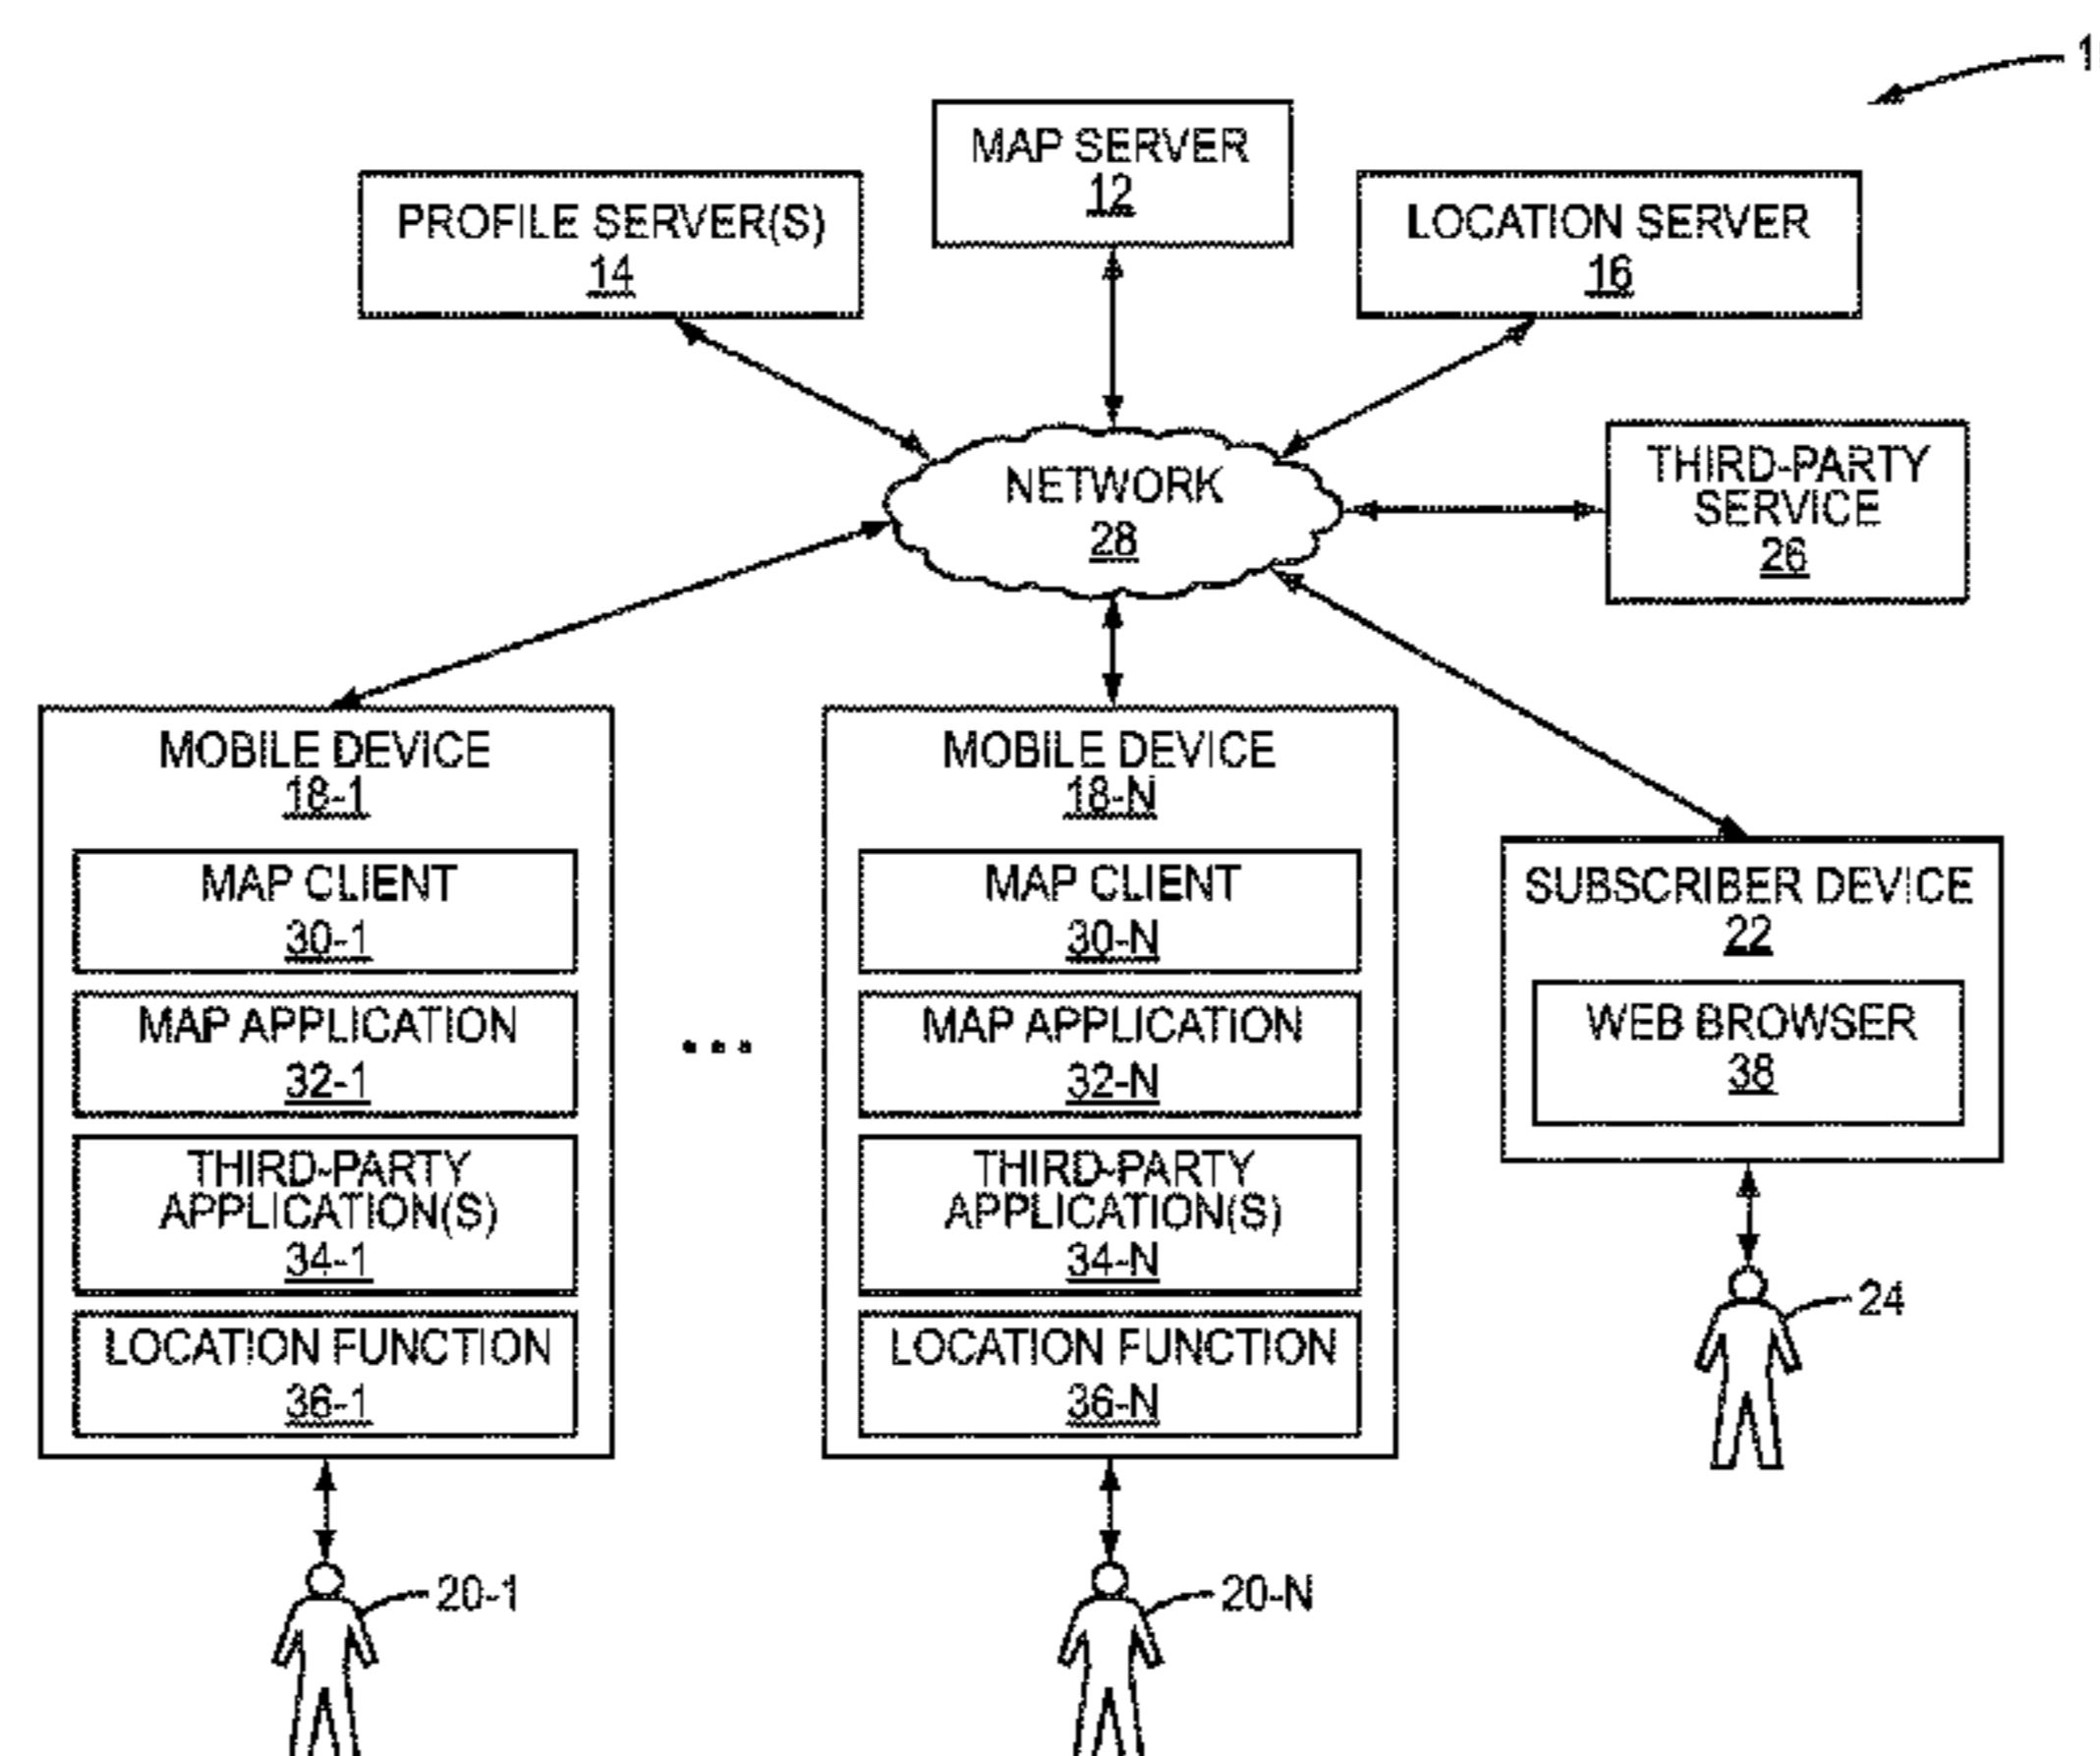 1
MAP SERVER
12
PROFILE SERVER(S)
14
LOCATION SERVER
16
NETWORK
28
THIRD-PARTY
SERVICE
26
MOBILE DEVICE
18-1
MAP CLIENT
30-1
MAP APPLICATION
32-1
THIRD-PARTY
APPLICATION(S)
34-1
LOCATION FUNCTION
36-1
20-1
...
MOBILE DEVICE
18-N
MAP CLIENT
30-N
MAP APPLICATION
32-N
THIRD-PARTY
APPLICATION(S)
34-N
LOCATION FUNCTION
36-N
20-N
SUBSCRIBER DEVICE
22
WEB BROWSER
38
24